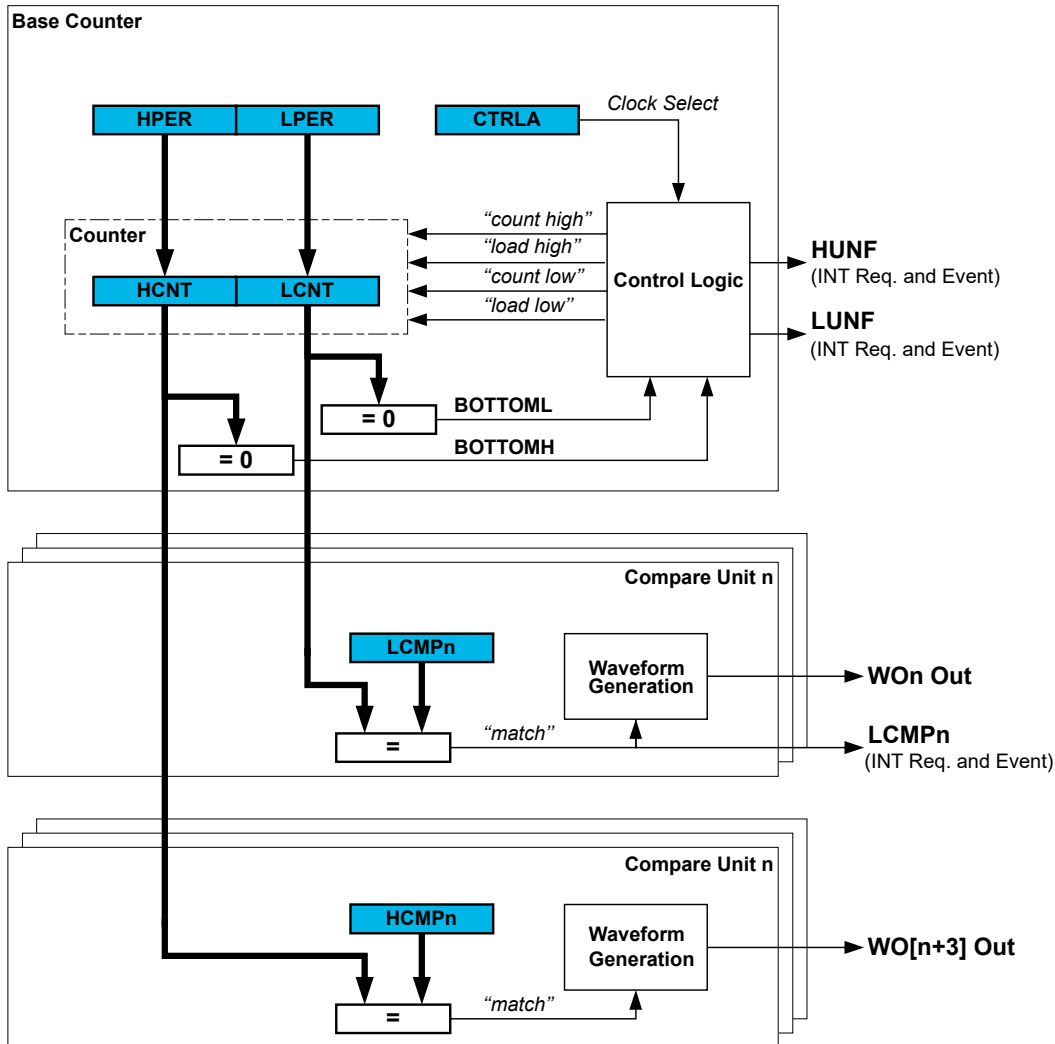 Base Counter
Clock Select
HPER LPER CTRLA
“count high”
Counter
“load high”
HUNF
(INT Req. and Event)
“count low”
Control Logic
HCNT LCNT
“load low”
LUNF
(INT Req. and Event)
= 0
BOTTOML
= 0
BOTTOMH
Compare Unit n
LCMPn
Waveform
Generation
WOn Out
“match”
=
LCMPn
(INT Req. and Event)
Compare Unit n
HCMPn
Waveform
Generation
WO[n+3] Out
“match”
=